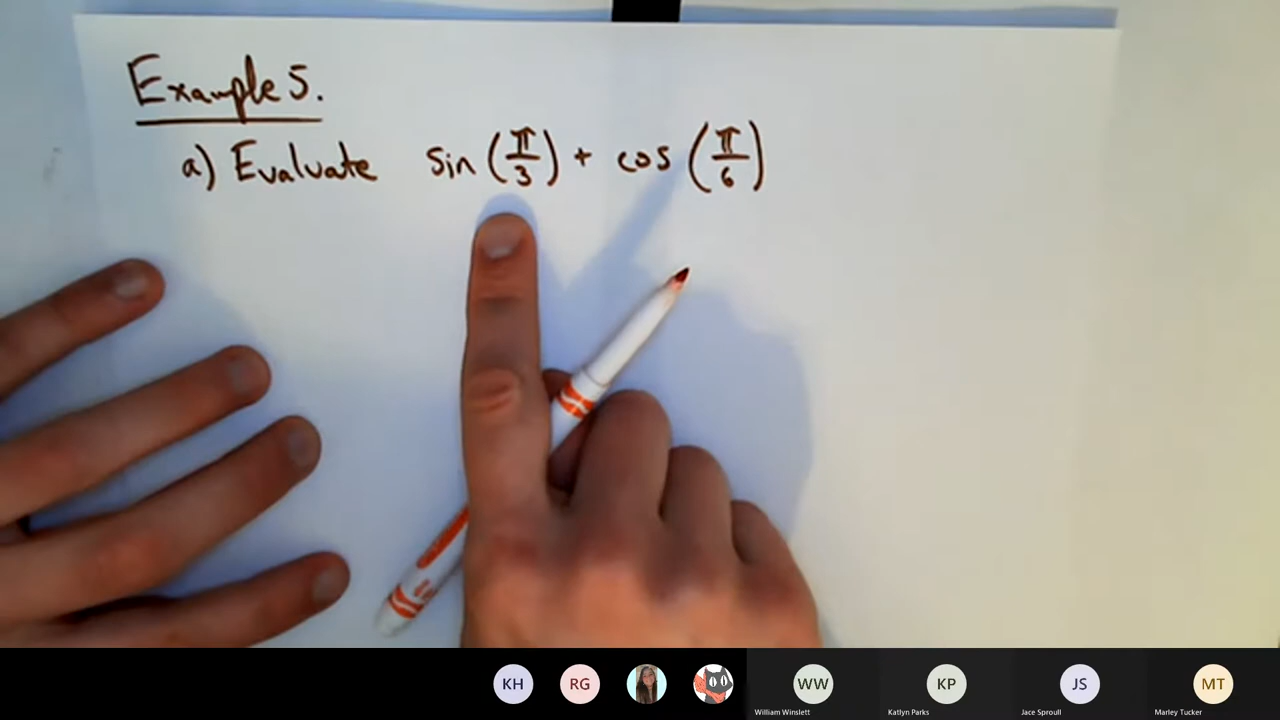 Example 5.
a) Evaluate sin (π/3) + cos (π/6)
KH RG WW KP JS MT
William Winslett Katlyn Parks Jace Sproull Marley Tucker